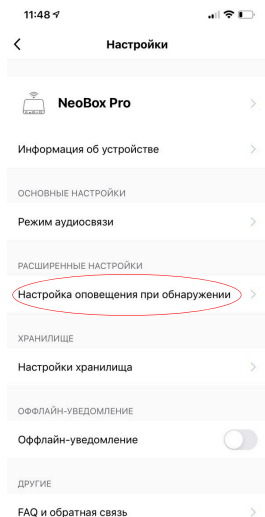 11:48
Настройки
NeoBox Pro
Информация об устройстве
ОСНОВНЫЕ НАСТРОЙКИ
Режим аудиосвязи
РАСШИРЕННЫЕ НАСТРОЙКИ
Настройка оповещения при обнаружении
ХРАНИЛИЩЕ
Настройки хранилища
ОФФЛАЙН-УВЕДОМЛЕНИЕ
Оффлайн-уведомление
ДРУГИЕ
FAQ и обратная связь